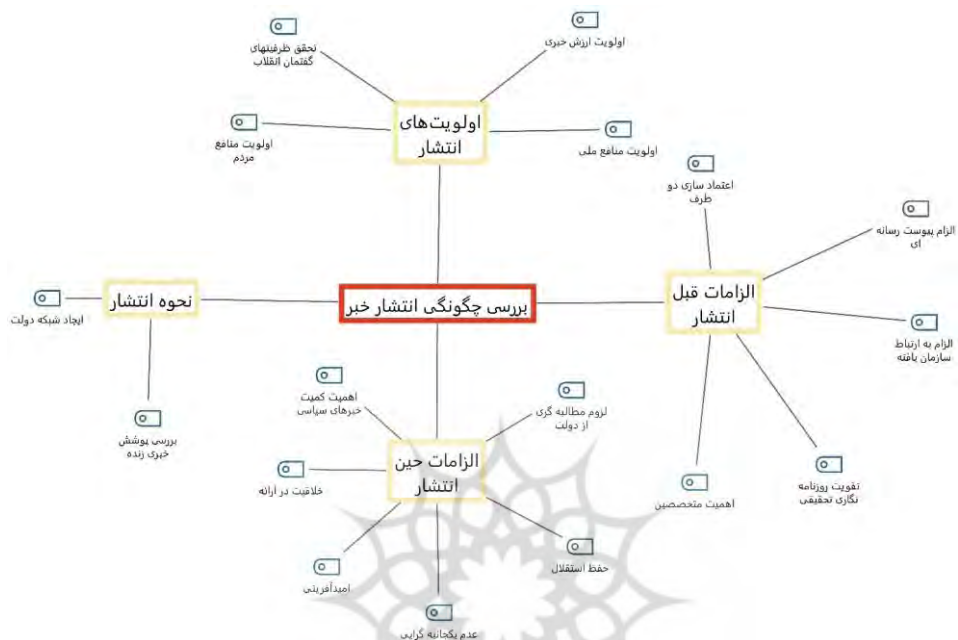 تحقق ظرفیتهای
گفتمان انقلاب
اولویت ارزش خبری
اولویت‌های
انتشار
اولویت منافع
مردم
اولویت منافع ملی
اعتماد سازی دو
طرف
الزام پیوست رسانه
ای
الزامات قبل
انتشار
بررسی چگونگی انتشار خبر
نحوه انتشار
ایجاد شبکه دولت
الزام به ارتباط
سازمان یافته
بررسی پوشش
خبری زنده
اهمیت کمیت
خبرهای سیاسی
لزوم مطالبه گری
از دولت
الزامات حین
انتشار
خلاقیت در ارائه
اهمیت متخصصین
تقویت روزنامه
نگاری تحقیقی
حفظ استقلال
امیدآفرینی
عدم یکجانبه گرایی